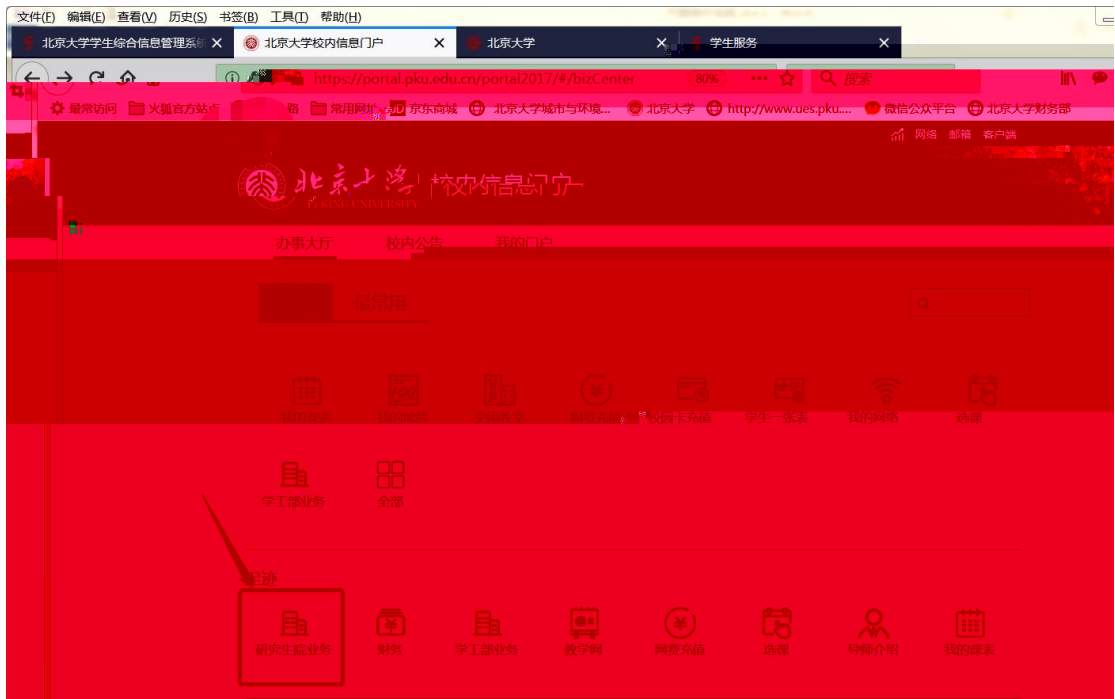 文件(F) 编辑(E) 查看(V) 历史(S) 书签(B) 工具(T) 帮助(H)
北京大学学生综合信息管理系统 北京大学校内信息门户 北京大学 学生服务
https://portal.pku.edu.cn/portal2017/#/bizCenter 80% 搜索
最常访问 火狐官方站点 常用网址 京东商城 北京大学城市与环境... 北京大学 http://www.ues.pku.... 微信公众平台 北京大学财务部
网络 邮箱 客户端
北京大学 校内信息门户
PEKING UNIVERSITY
办事大厅 校内公告 我的门户
最常用
我的课表 网费充值 校园卡充值 学生一张表 我的网络 选课
学工部业务 全部
足迹
研究生院业务 财务 学工部业务 教学网 网费充值 选课 导师介绍 我的课表